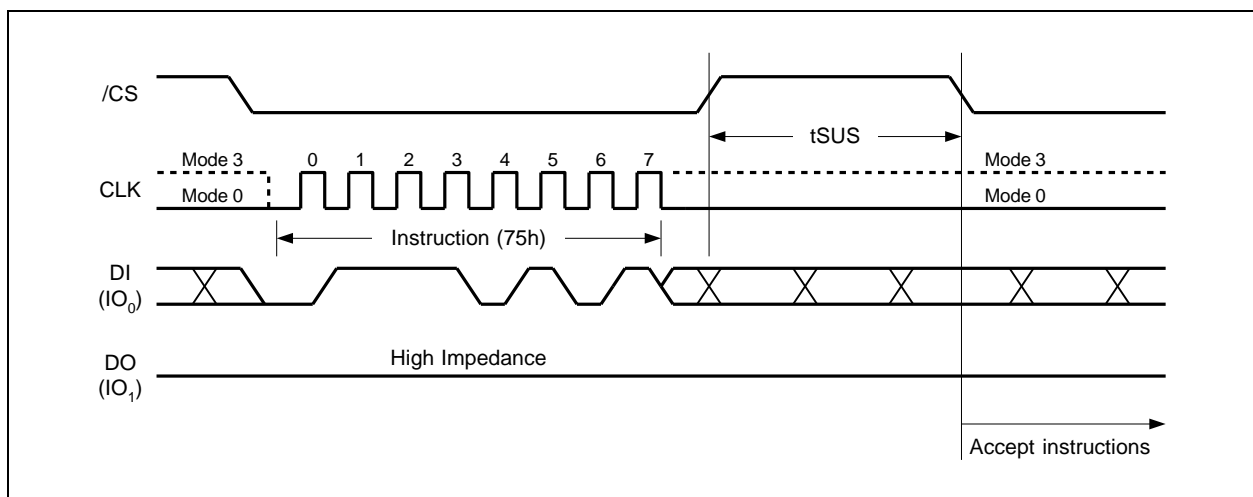 /CS
tSUS
Mode 3 0 1 2 3 4 5 6 7 Mode 3
CLK
Mode 0 Mode 0
Instruction (75h)
DI
(IO0)
High Impedance
DO
(IO1)
Accept instructions